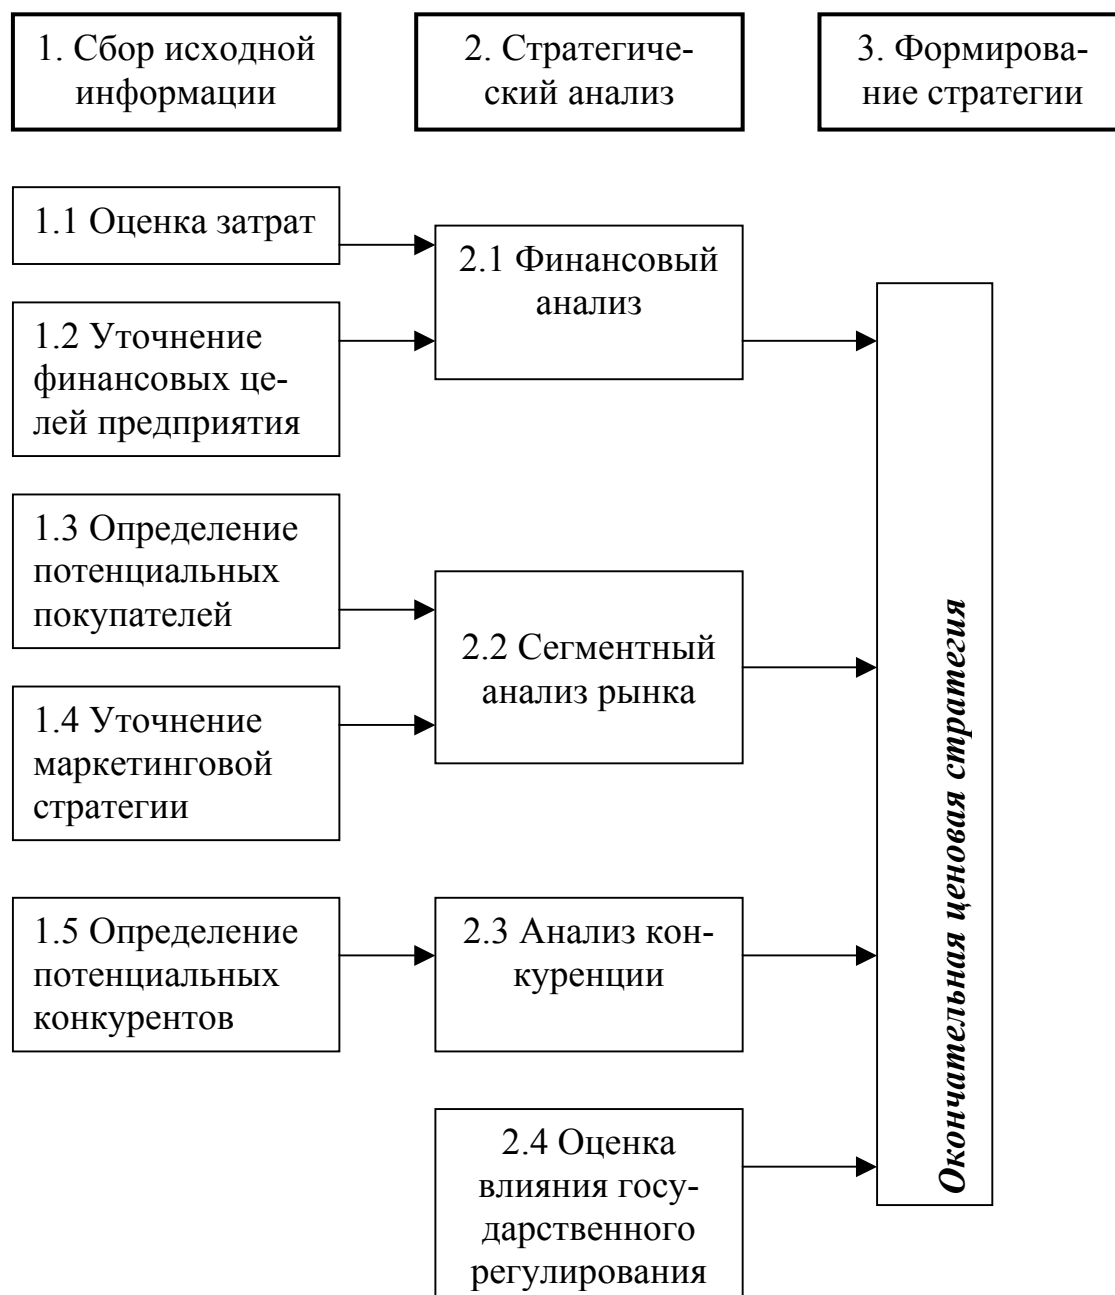 1. Сбор исходной
информации
2. Стратегиче-
ский анализ
3. Формирова-
ние стратегии
1.1 Оценка затрат
1.2 Уточнение
финансовых це-
лей предприятия
1.3 Определение
потенциальных
покупателей
1.4 Уточнение
маркетинговой
стратегии
1.5 Определение
потенциальных
конкурентов
2.1 Финансовый
анализ
2.2 Сегментный
анализ рынка
2.3 Анализ кон-
куренции
2.4 Оценка
влияния госу-
дарственного
регулирования
Окончательная ценовая стратегия